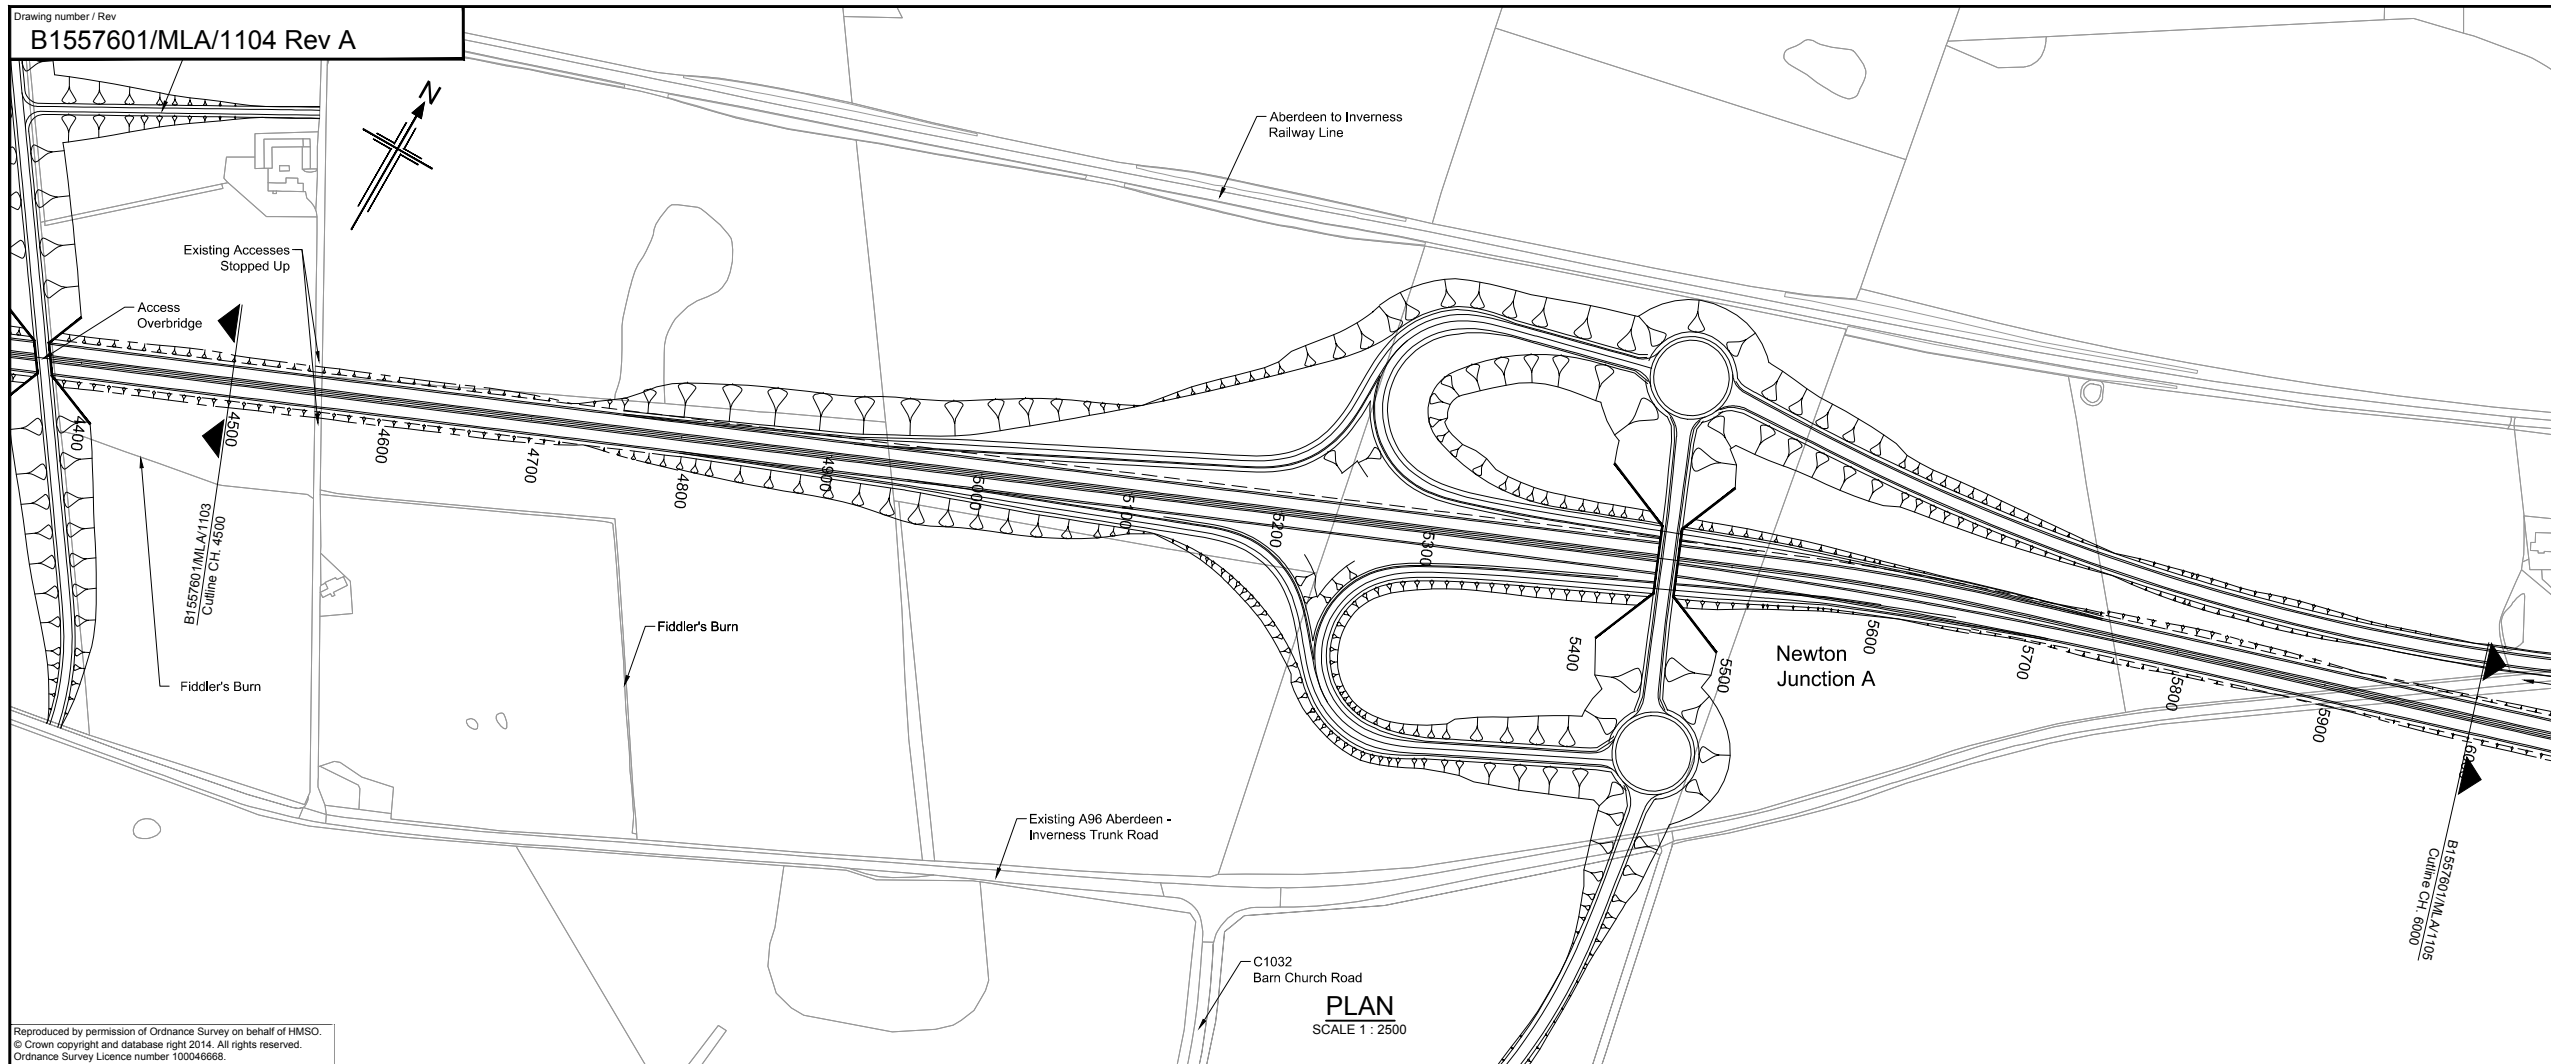 Drawing number / Rev
B1557601/MLA/1104 Rev A
N
Aberdeen to Inverness
Railway Line
Existing Accesses
Stopped Up
Access
Overbridge
4400
4500
4600
4700
4800
4900
5000
5100
5200
5300
5400
5500
5600
5700
5800
5900
B1557601/MLA/1103
Cutline CH. 4500
Fiddler's Burn
Fiddler's Burn
Newton
Junction A
Existing A96 Aberdeen -
Inverness Trunk Road
B1557601/MLA/1105
Cutline CH. 6000
C1032
Barn Church Road
PLAN
SCALE 1 : 2500
Reproduced by permission of Ordnance Survey on behalf of HMSO.
© Crown copyright and database right 2014. All rights reserved.
Ordnance Survey Licence number 100046668.